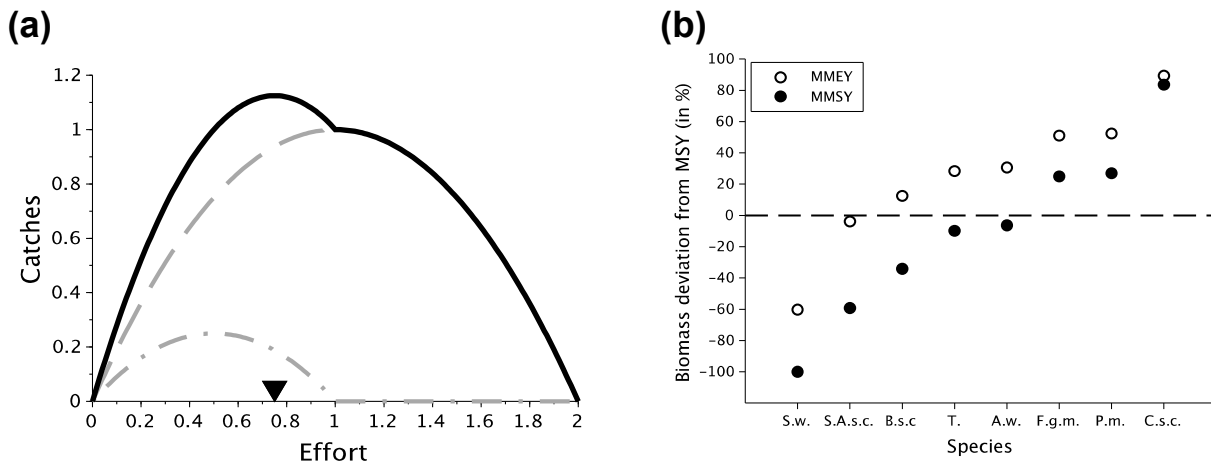 (a)
1.2
1
0.8
0.6
0.4
0.2
0
Catches
0 0.2 0.4 0.6 0.8 1 1.2 1.4 1.6 1.8 2
Effort
(b)
100
80
60
40
20
0
-20
-40
-60
-80
-100
Biomass deviation from MSY (in %)
MMEY
MMSY
S.w. S.A.s.c. B.s.c T. A.w. F.g.m. P.m. C.s.c.
Species